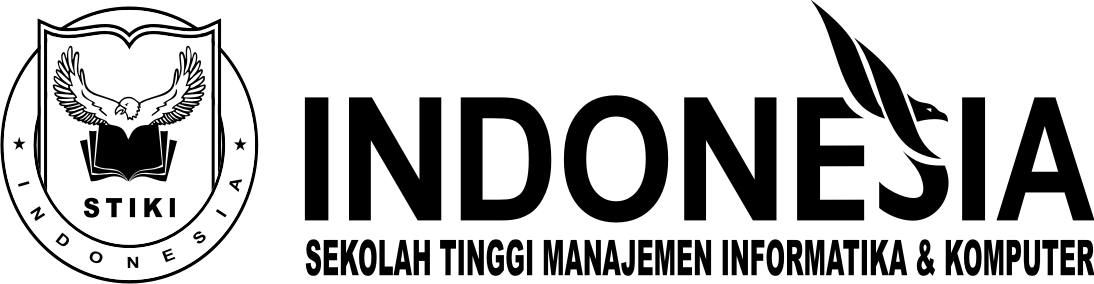 STIKI
INDONESIA
INDONESIA
SEKOLAH TINGGI MANAJEMEN INFORMATIKA & KOMPUTER